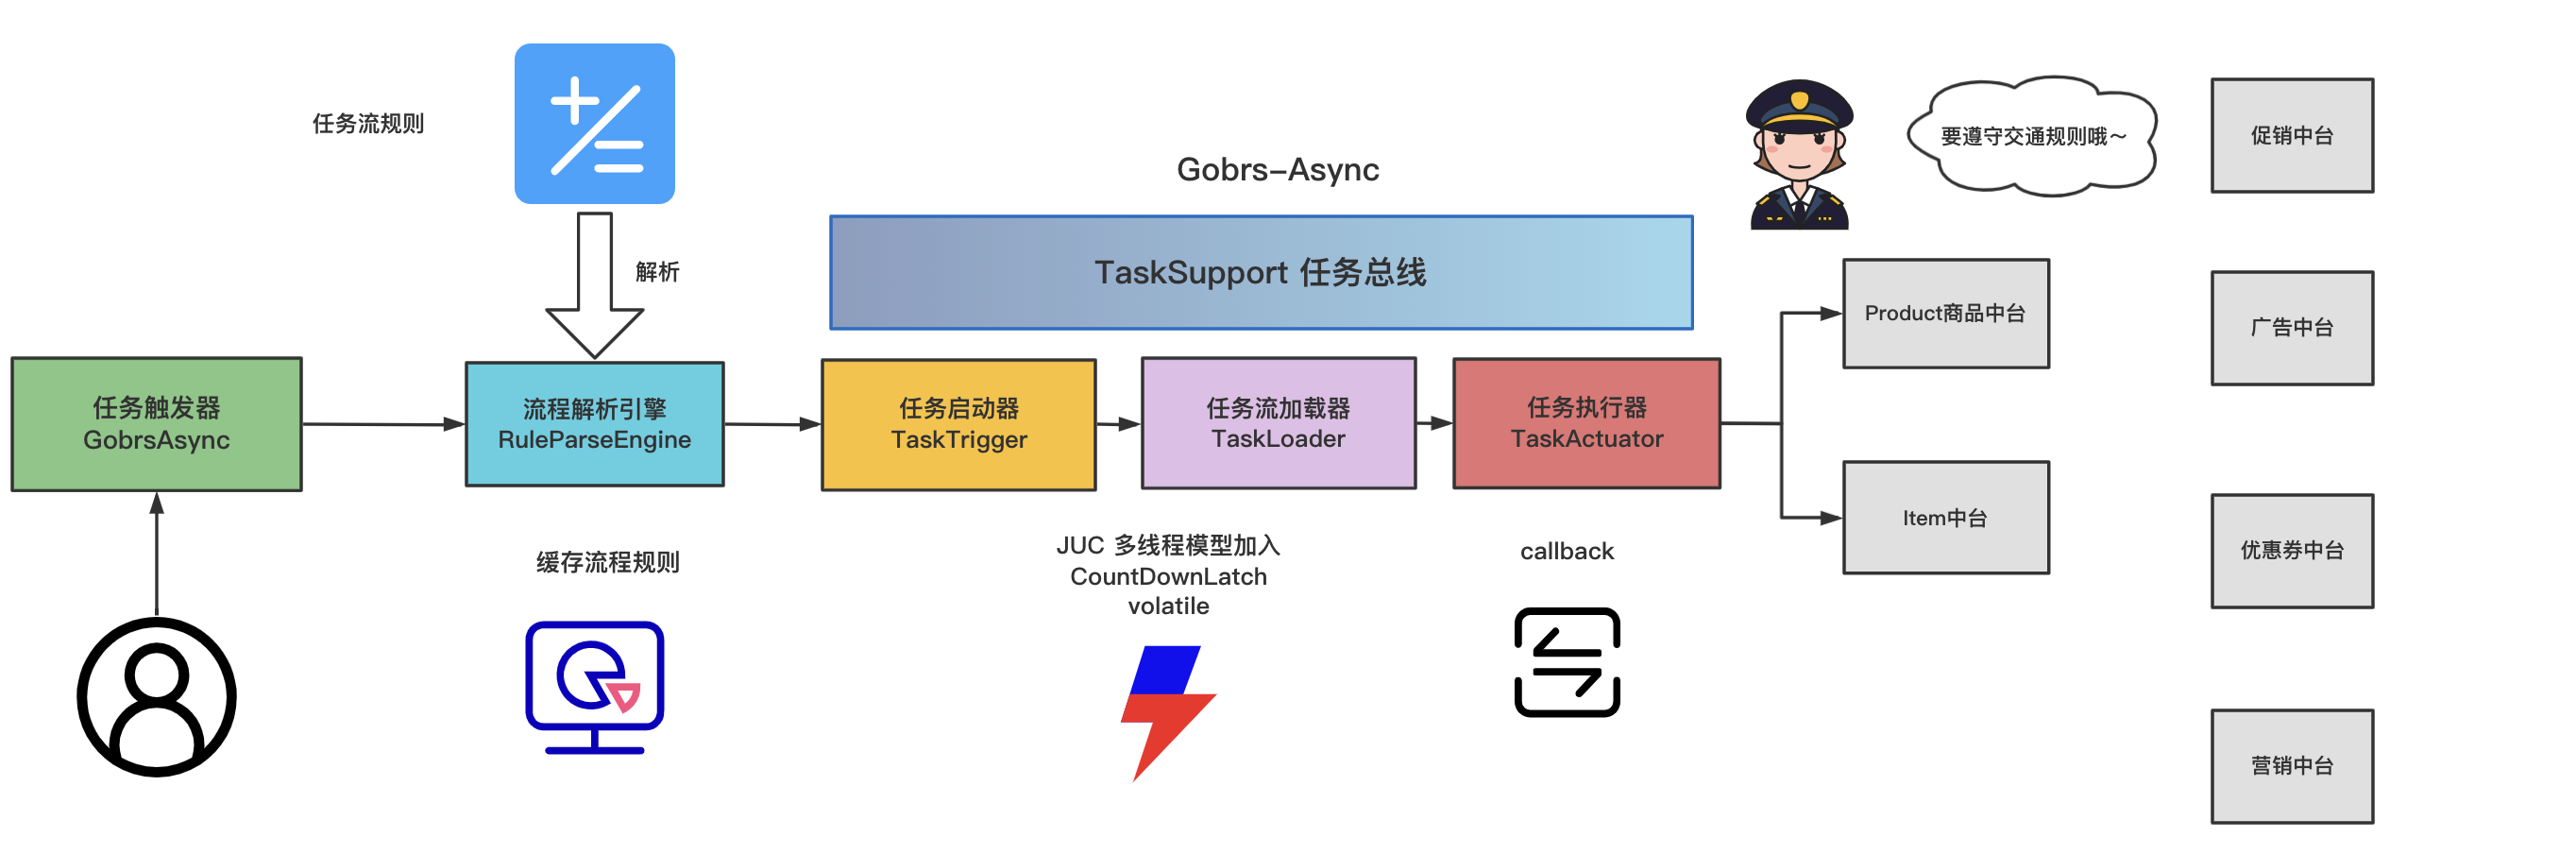 任务流规则
解析
Gobrs-Async
TaskSupport 任务总线
要遵守交通规则哦~
任务触发器
GobrsAsync
流程解析引擎
RuleParseEngine
任务启动器
TaskTrigger
任务流加载器
TaskLoader
任务执行器
TaskActuator
Product商品中台
Item中台
缓存流程规则
JUC 多线程模型加入
CountDownLatch
volatile
callback
促销中台
广告中台
优惠券中台
营销中台